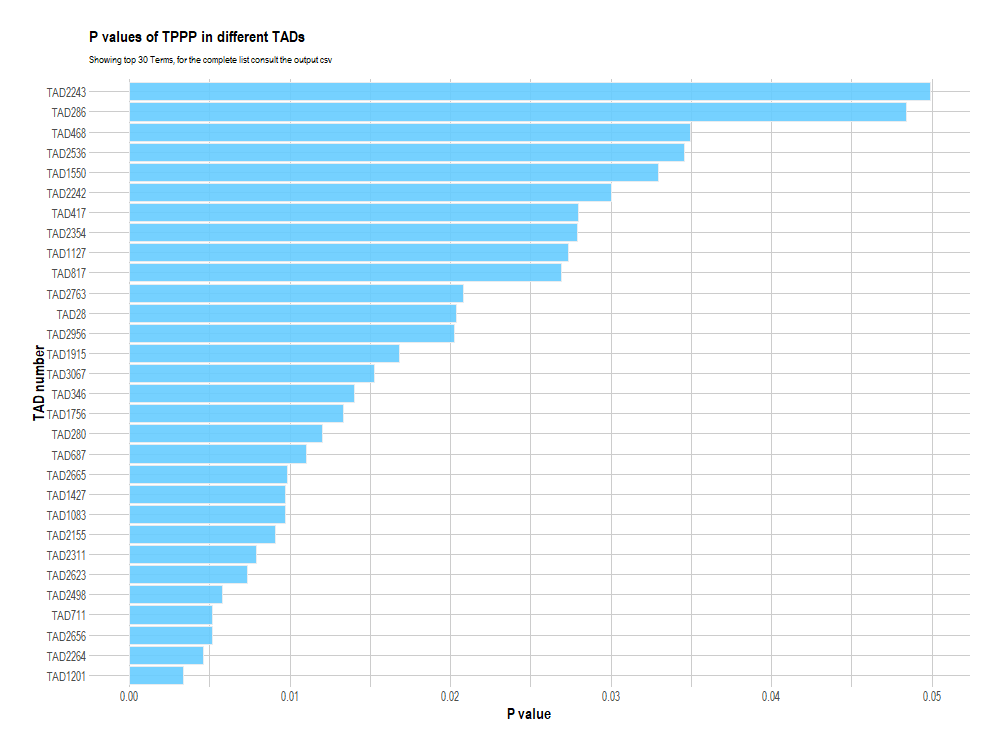 P values of TPPP in different TADs
Showing top 30 Terms, for the complete list consult the output csv
TAD number
TAD2243
TAD286
TAD468
TAD2536
TAD1550
TAD2242
TAD417
TAD2354
TAD1127
TAD817
TAD2763
TAD28
TAD2956
TAD1915
TAD3067
TAD346
TAD1756
TAD280
TAD687
TAD2665
TAD1427
TAD1083
TAD2155
TAD2311
TAD2623
TAD2498
TAD711
TAD2656
TAD2264
TAD1201
0.00 0.01 0.02 0.03 0.04 0.05
P value